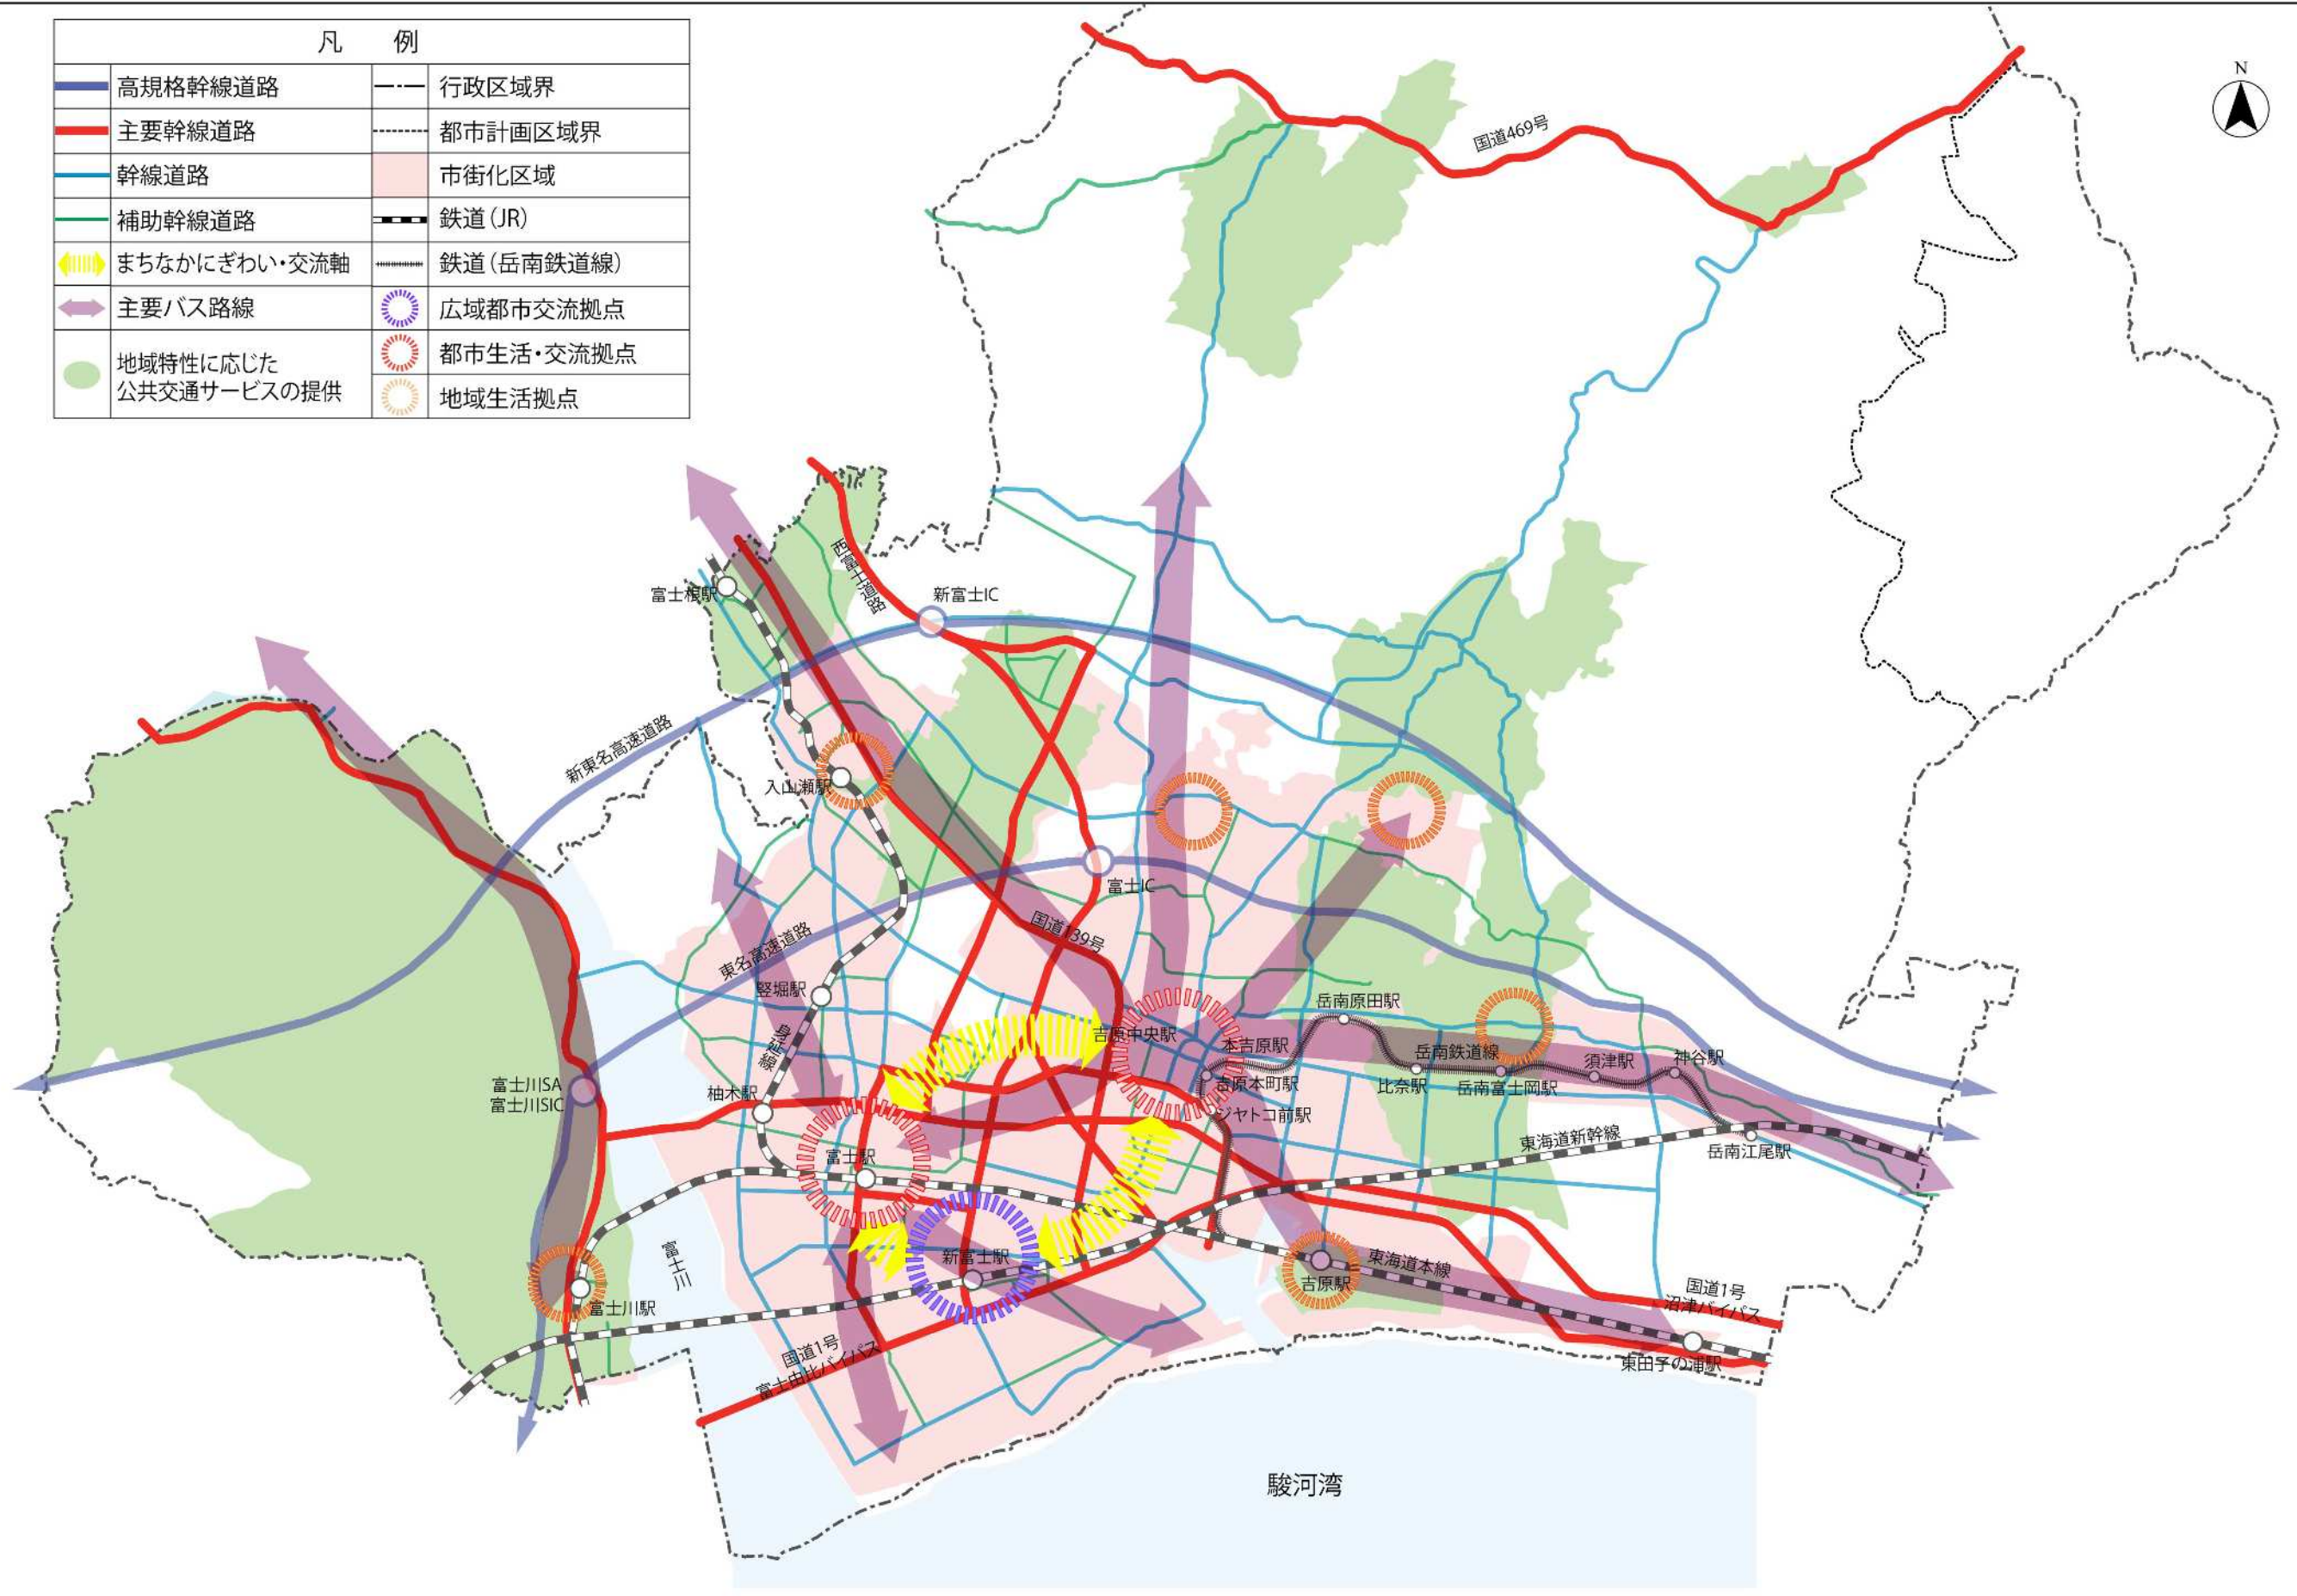 凡 例
高規格幹線道路
行政区域界
主要幹線道路
都市計画区域界
幹線道路
市街化区域
補助幹線道路
鉄道（JR）
まちなかにぎわい・交流軸
鉄道（岳南鉄道線）
主要バス路線
広域都市交流拠点
地域特性に応じた
公共交通サービスの提供
都市生活・交流拠点
地域生活拠点
N
国道469号
西富士道路
富士根駅
新富士IC
新東名高速道路
入山瀬駅
富士IC
国道139号
東名高速道路
竪堀駅
身延線
岳南原田駅
吉原中央駅
本吉原駅
岳南鉄道線
須津駅
神谷駅
富士川SA
富士川SIC
柚木駅
吉原本町駅
比奈駅
岳南富士岡駅
ジヤトコ前駅
東海道新幹線
岳南江尾駅
富士駅
新富士駅
富士川
東海道本線
吉原駅
富士川駅
国道1号
沼津バイパス
国道1号
富士由比バイパス
東田子の浦駅
駿河湾